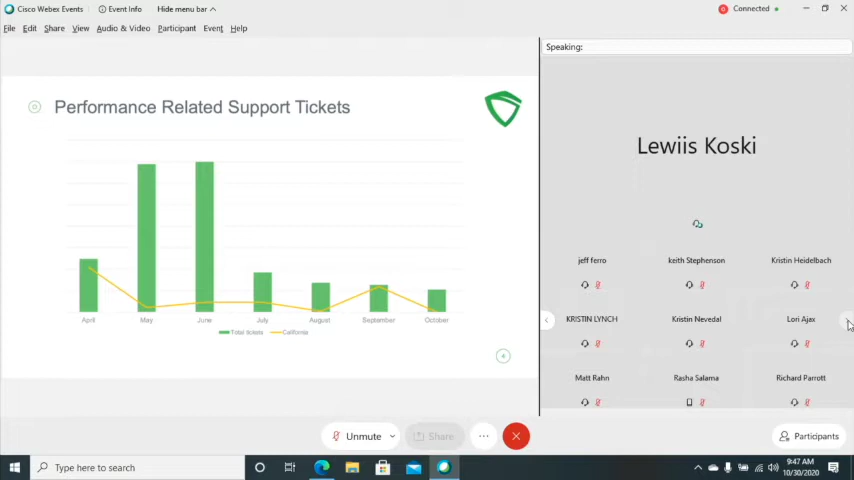 Cisco Webex Events
Event Info
Hide menu bar
Connected
File Edit Share View Audio & Video Participant Event Help
Speaking:
Performance Related Support Tickets
Lewiis Koski
jeff ferro
keith Stephenson
Kristin Heidelbach
KRISTIN LYNCH
Kristin Nevedal
Lori Ajax
Matt Rahn
Rasha Salama
Richard Parrott
April May June July August September October
Total tickets California
4
Unmute
Share
Participants
Type here to search
9:47 AM
10/30/2020